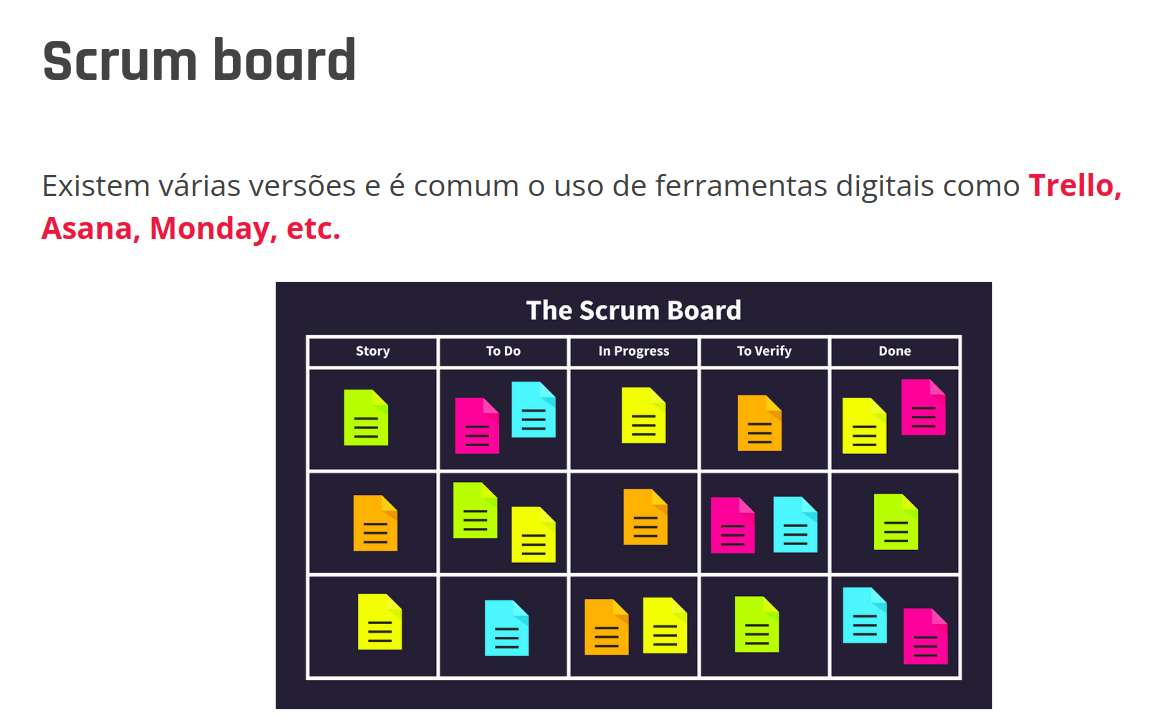 Scrum board
Existem várias versões e é comum o uso de ferramentas digitais como Trello,
Asana, Monday, etc.
The Scrum Board
Story To Do In Progress To Verify Done